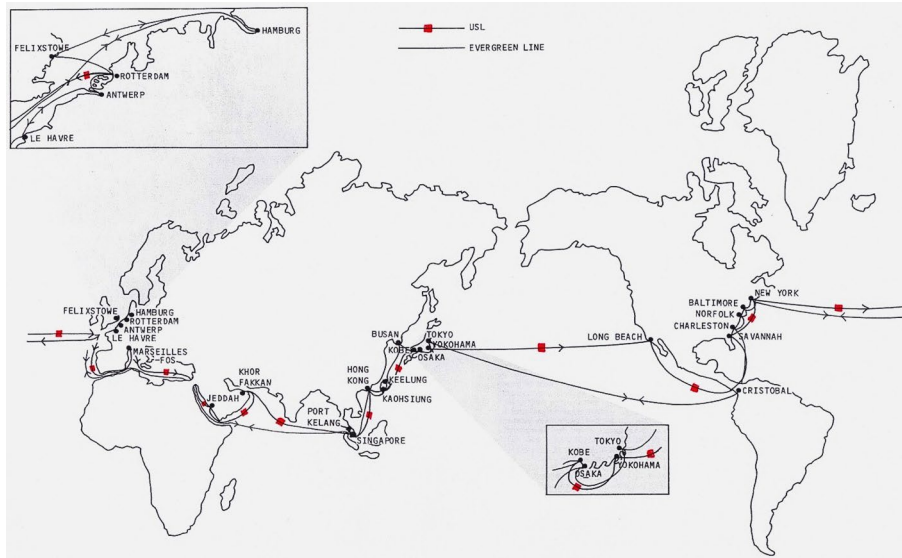 HAMBURG
FELIXSTOWE
ROTTERDAM
ANTWERP
LE HAVRE
USL
EVERGREEN LINE
NEW YORK
BALTIMORE
NORFOLK
CHARLESTON
SAVANNAH
FELIXSTOWE
HAMBURG
ROTTERDAM
ANTWERP
LE HAVRE
MARSEILLES
-FOS
BUSAN
TOKYO
YOKOHAMA
KOBE
OSAKA
LONG BEACH
KHOR
FAKKAN
HONG
KONG
KEELUNG
KAOHSIUNG
JEDDAH
PORT
KELANG
SINGAPORE
CRISTOBAL
TOKYO
KOBE
YOKOHAMA
OSAKA